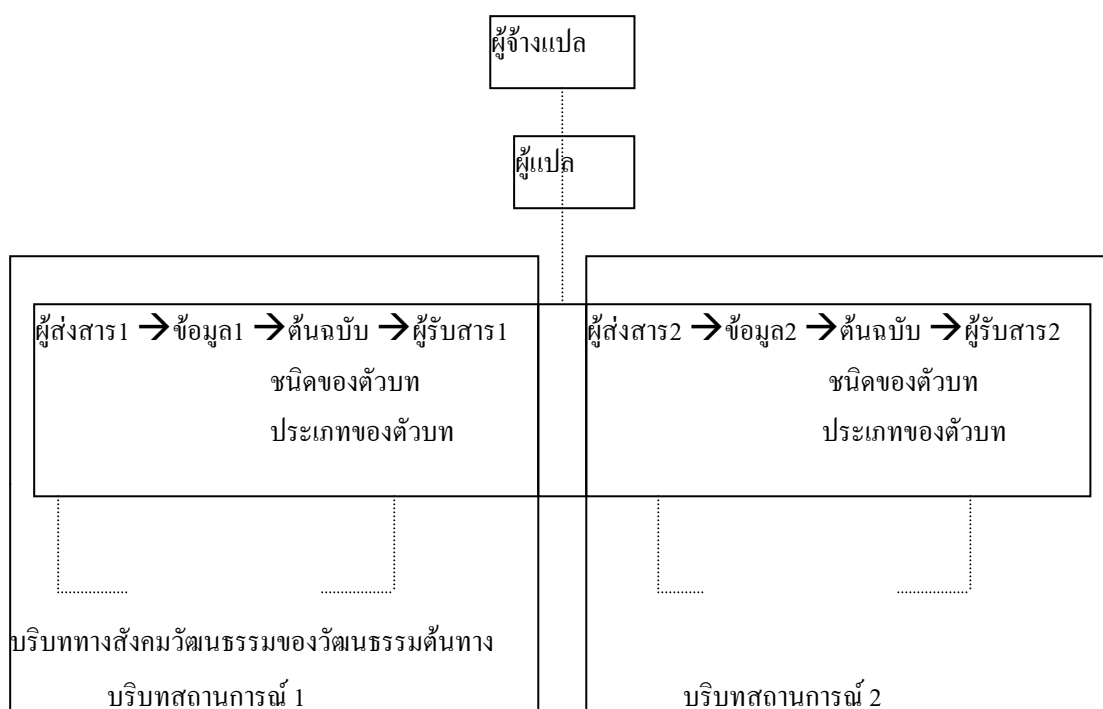 ผู้จ้างแปล
ผู้แปล
ผู้ส่งสาร1 →ข้อมูล1 →ต้นฉบับ →ผู้รับสาร1
ชนิดของตัวบท
ประเภทของตัวบท
ผู้ส่งสาร2 →ข้อมูล2 →ต้นฉบับ →ผู้รับสาร2
ชนิดของตัวบท
ประเภทของตัวบท
บริบททางสังคมวัฒนธรรมของวัฒนธรรมต้นทาง
บริบทสถานการณ์ 1
บริบทสถานการณ์ 2